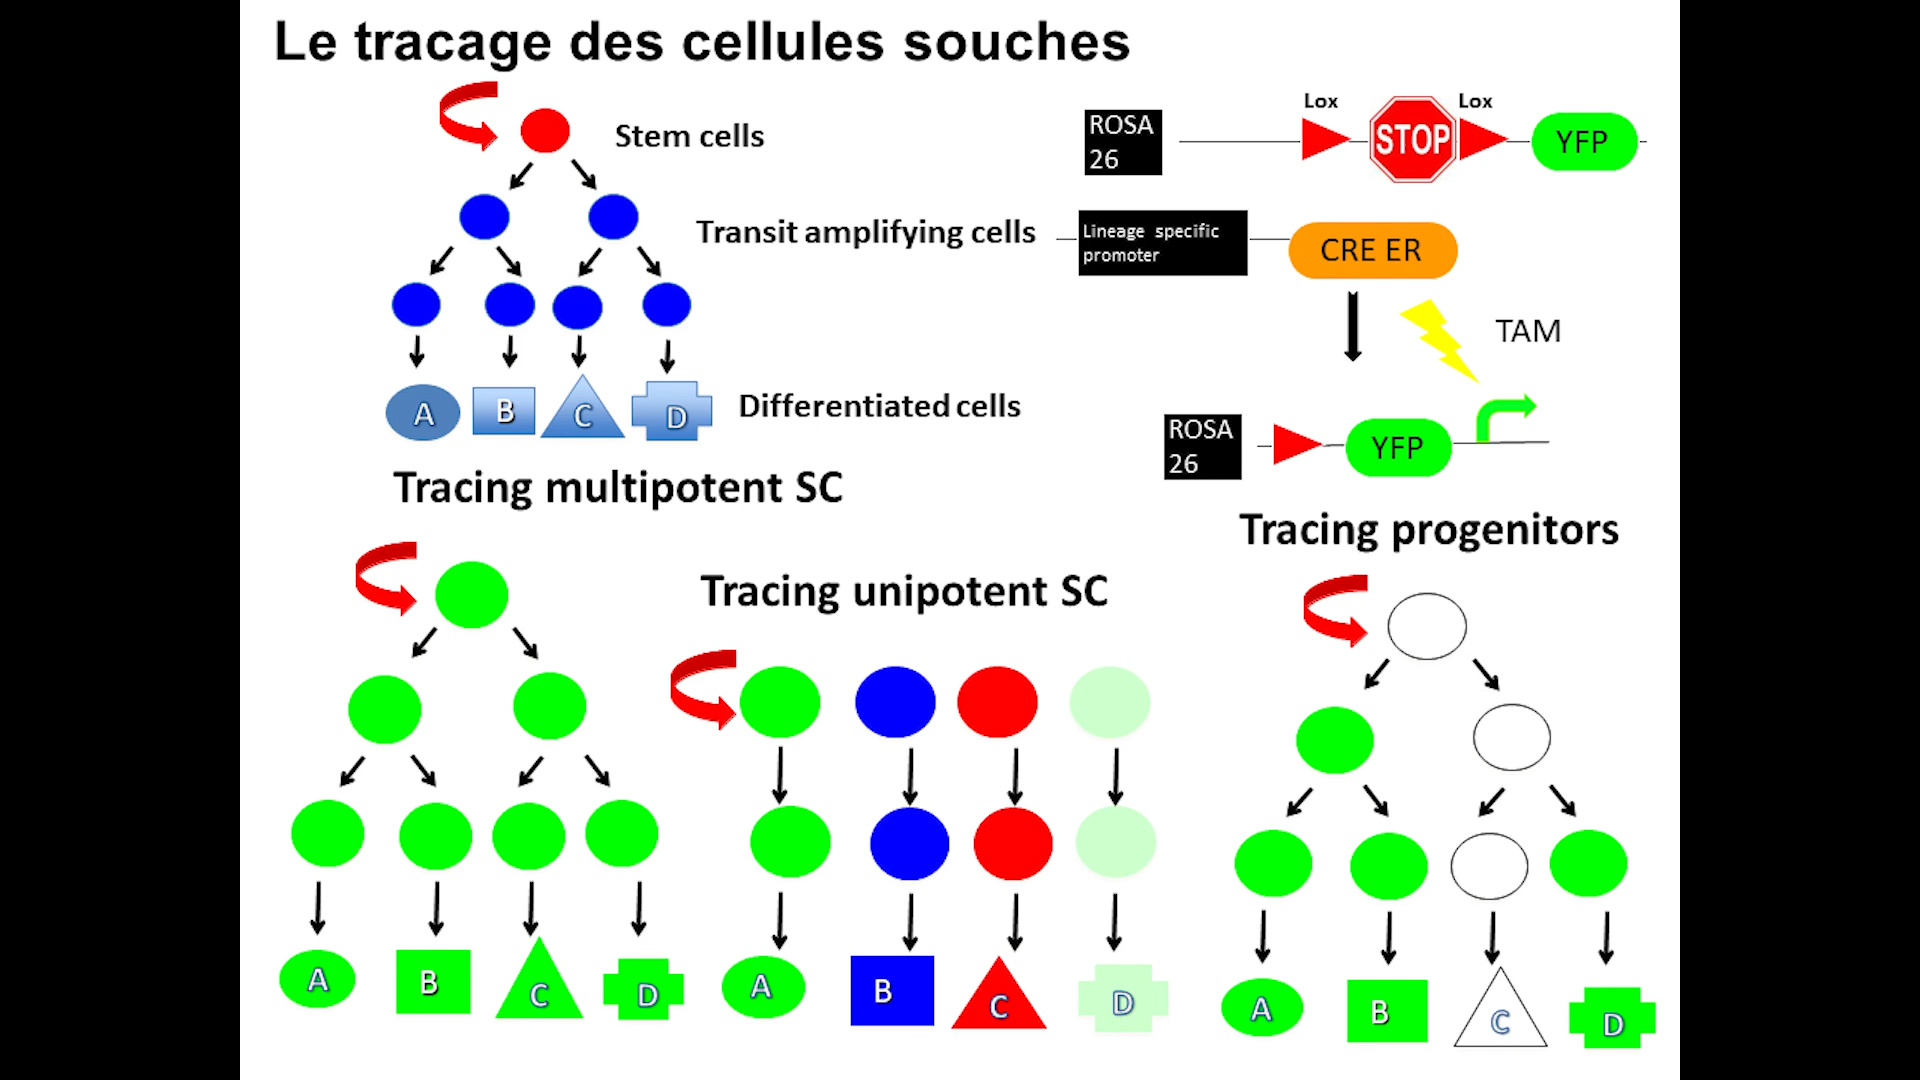 Le tracage des cellules souches
Stem cells
Transit amplifying cells
A B C D
Differentiated cells
Lox Lox
ROSA
26
STOP
YFP
Lineage specific
promoter
CRE ER
TAM
ROSA
26
YFP
Tracing multipotent SC
A B C D
Tracing unipotent SC
A B C D
Tracing progenitors
A B C D